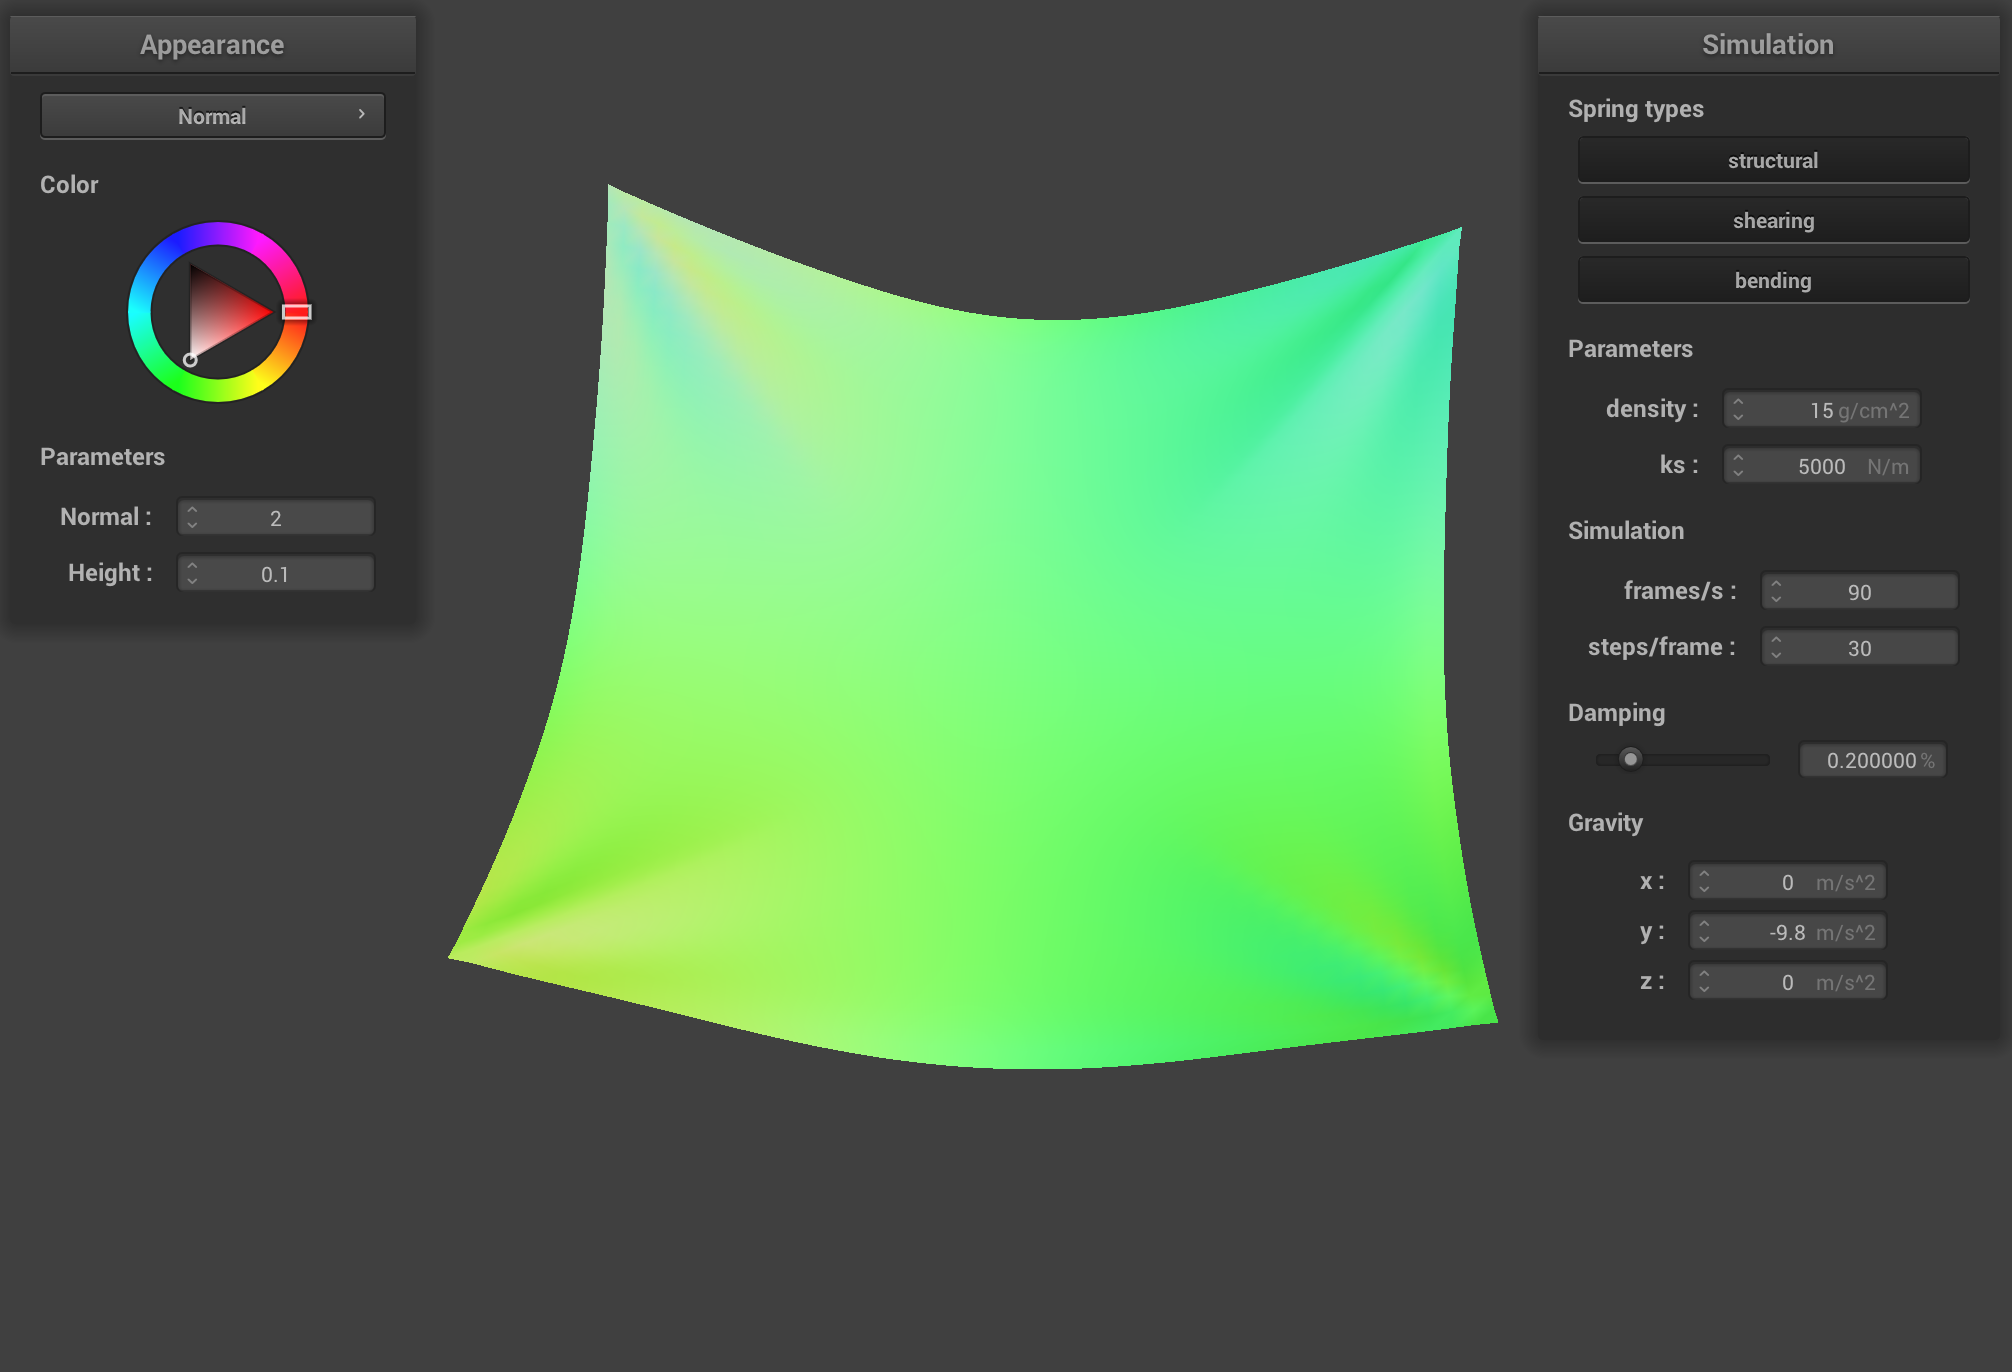 Appearance
Normal
Color
Parameters
Normal : 2
Height : 0.1
Simulation
Spring types
structural
shearing
bending
Parameters
density : 15 g/cm^2
ks : 5000 N/m
Simulation
frames/s : 90
steps/frame : 30
Damping
0.200000 %
Gravity
x : 0 m/s^2
y : -9.8 m/s^2
z : 0 m/s^2